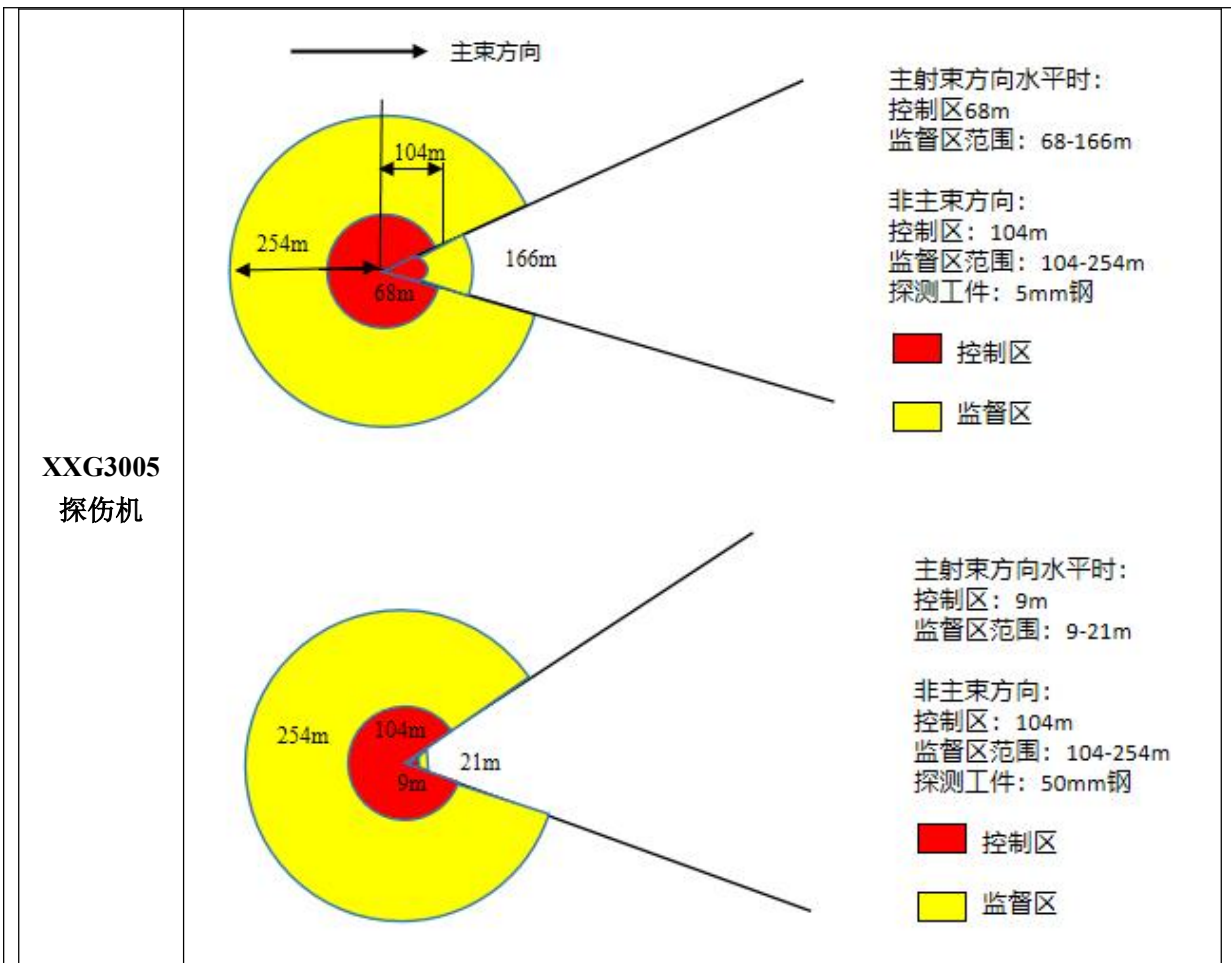 XXG3005
探伤机
主束方向
104m
254m
68m
166m
主射束方向水平时：
控制区68m
监督区范围：68-166m
非主束方向：
控制区：104m
监督区范围：104-254m
探测工件：5mm钢
控制区
监督区
254m
104m
9m
21m
主射束方向水平时：
控制区：9m
监督区范围：9-21m
非主束方向：
控制区：104m
监督区范围：104-254m
探测工件：50mm钢
控制区
监督区